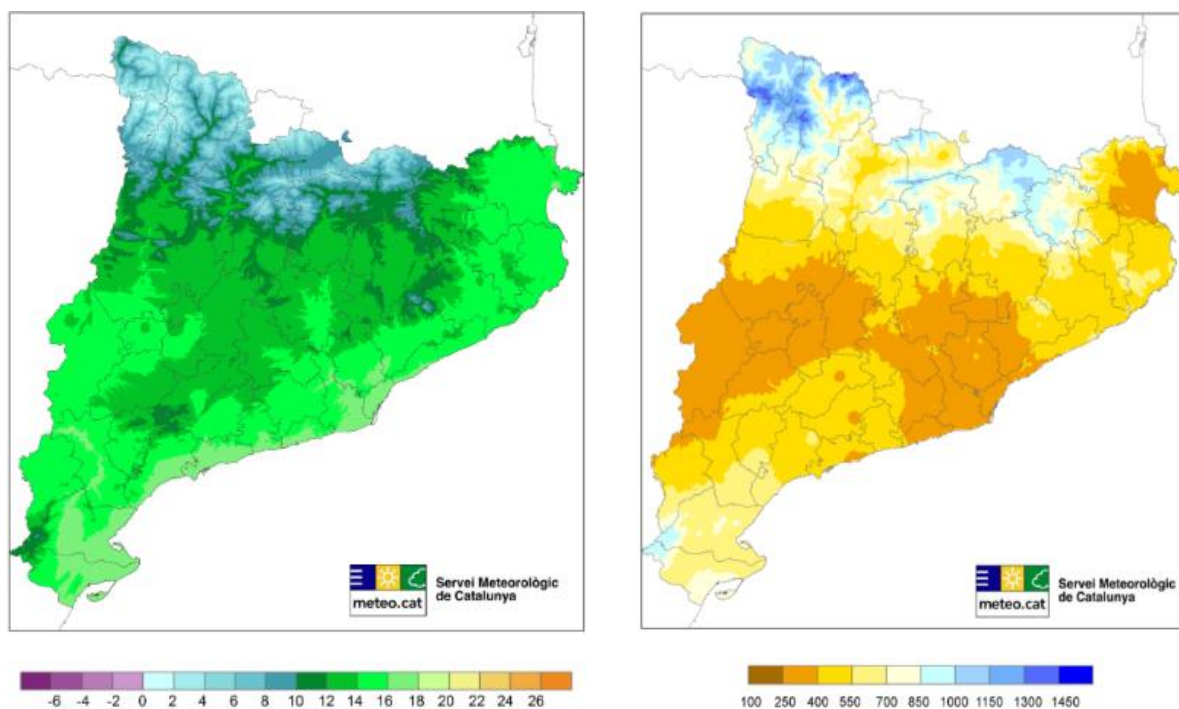 meteo.cat
Servei Meteorològic
de Catalunya
meteo.cat
Servei Meteorològic
de Catalunya
-6 -4 -2 0 2 4 6 8 10 12 14 16 18 20 22 24 26
100 250 400 550 700 850 1000 1150 1300 1450